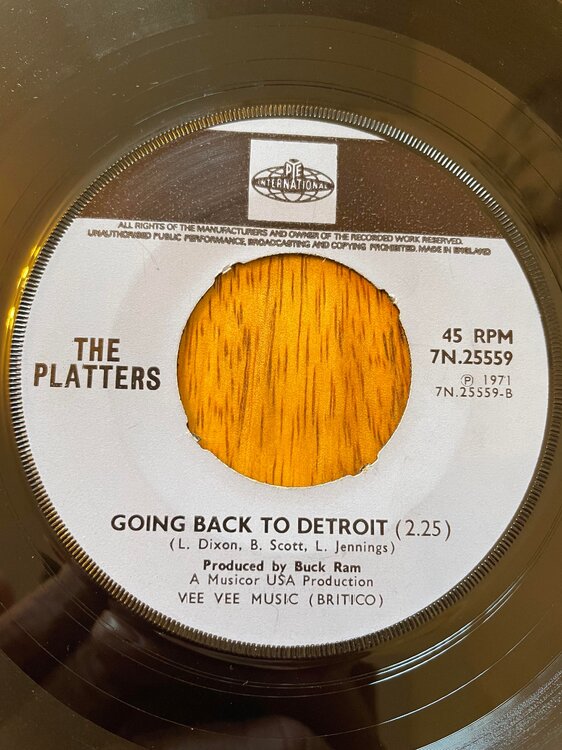 PYE
INTERNATIONAL
ALL RIGHTS OF THE MANUFACTURERS AND OWNER OF THE RECORDED WORK RESERVED.
UNAUTHORISED PUBLIC PERFORMANCE, BROADCASTING AND COPYING PROHIBITED. MADE IN ENGLAND
THE
PLATTERS
45 RPM
7N.25559
Ⓟ 1971
7N.25559-B
GOING BACK TO DETROIT (2.25)
(L. Dixon, B. Scott, L. Jennings)
Produced by Buck Ram
A Musicor USA Production
VEE VEE MUSIC (BRITICO)